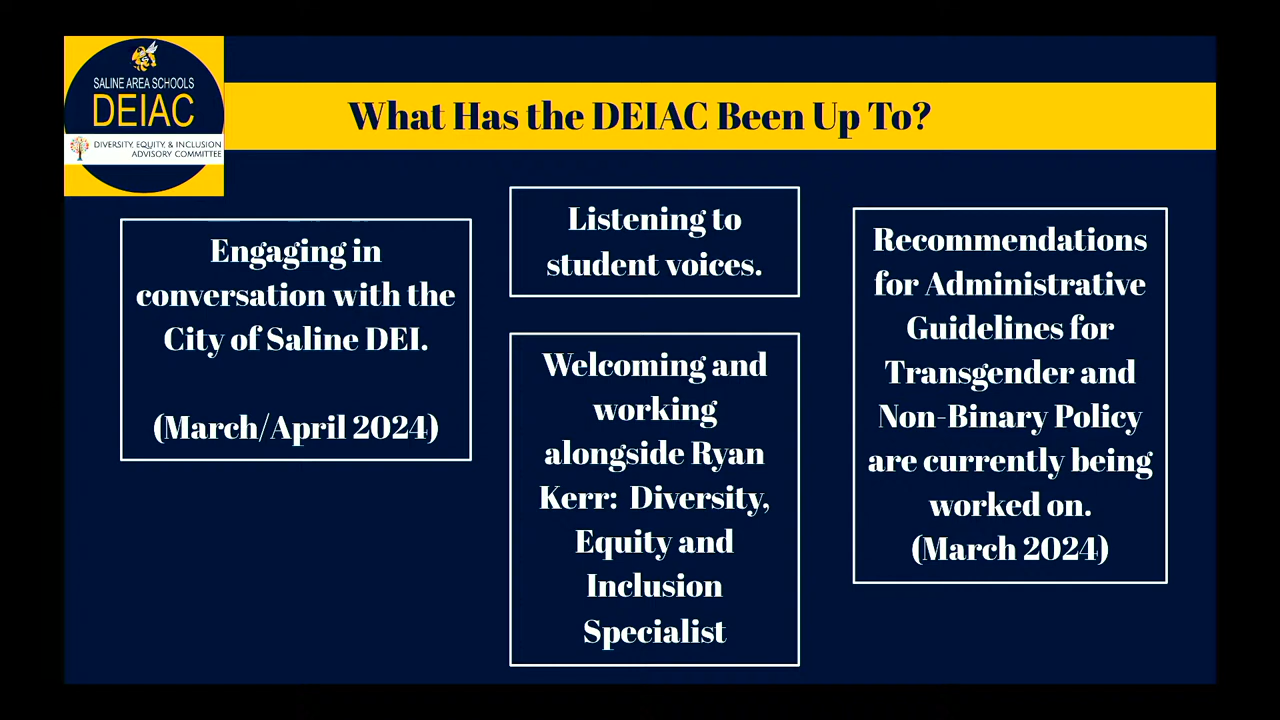 SALINE AREA SCHOOLS
DEIAC
DIVERSITY, EQUITY, & INCLUSION
ADVISORY COMMITTEE
What Has the DEIAC Been Up To?
Engaging in
conversation with the
City of Saline DEI.
(March/April 2024)
Listening to
student voices.
Welcoming and
working
alongside Ryan
Kerr: Diversity,
Equity and
Inclusion
Specialist
Recommendations
for Administrative
Guidelines for
Transgender and
Non-Binary Policy
are currently being
worked on.
(March 2024)